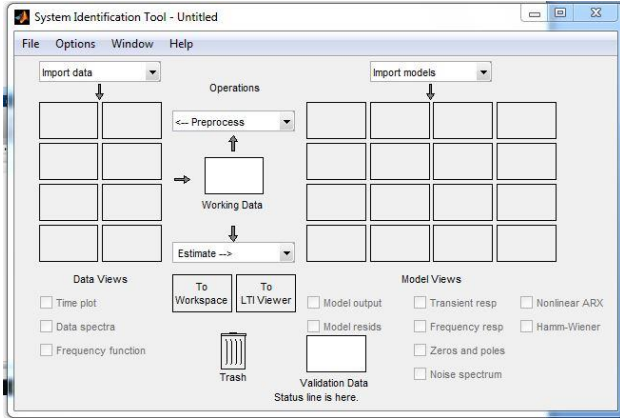 System Identification Tool - Untitled
File Options Window Help
Import data
Operations
Import models
<-- Preprocess
Working Data
Estimate -->
Data Views
To Workspace
To LTI Viewer
Model Views
Time plot
Data spectra
Frequency function
Trash
Model output
Model resids
Validation Data
Transient resp
Frequency resp
Zeros and poles
Noise spectrum
Nonlinear ARX
Hamm-Wiener
Status line is here.